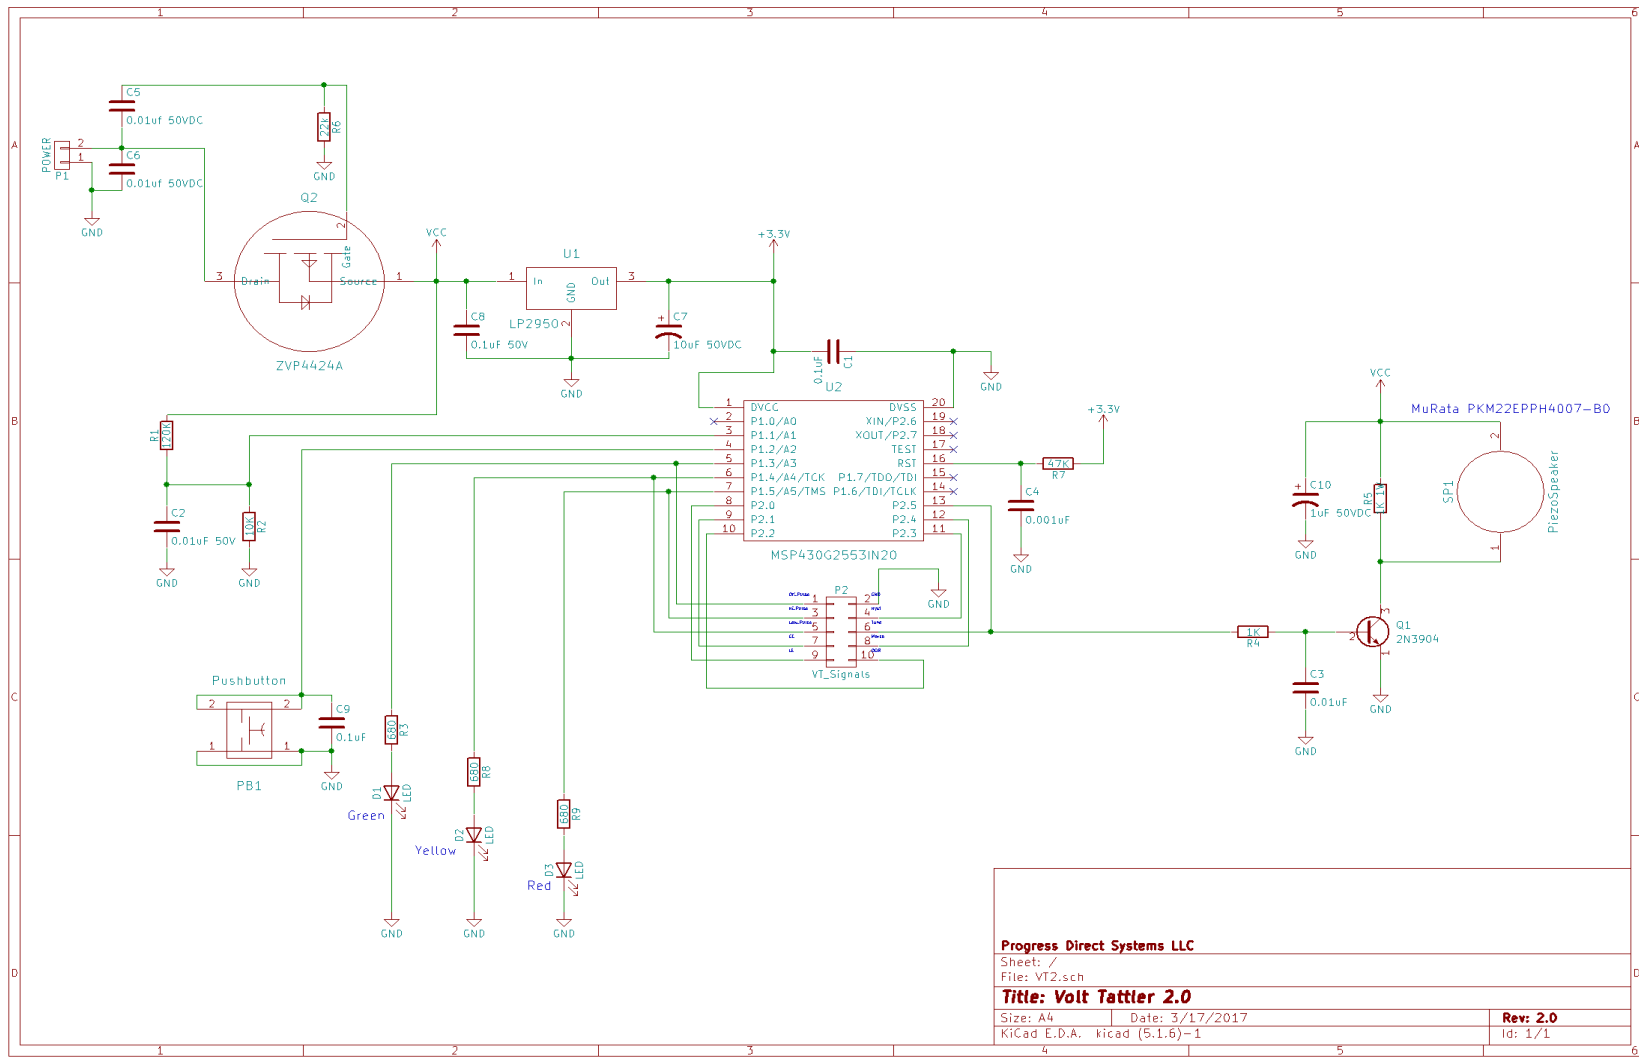 1 2 3 4 5 6
A A
B B
C C
D D
1 2 3 4 5 6
C5
0.01uf 50VDC
C6
0.01uf 50VDC
POWER
2
1
P1
GND
22k
R6
GND
Q2
2
Gate
3
Drain
Source
1
ZVP4424A
VCC
U1
1
In
GND
Out
3
LP2950
2
C8
0.1uF 50V
+
C7
10uF 50VDC
GND
+3.3V
0.1uF
C1
GND
U2
1 DVCC DVSS 20
2 P1.0/A0 XIN/P2.6 19
3 P1.1/A1 XOUT/P2.7 18
4 P1.2/A2 TEST 17
5 P1.3/A3 RST 16
6 P1.4/A4/TCK P1.7/TDO/TDI 15
7 P1.5/A5/TMS P1.6/TDI/TCLK 14
8 P2.0 P2.5 13
9 P2.1 P2.4 12
10 P2.2 P2.3 11
MSP430G2553IN20
+3.3V
47K
R7
C4
0.001uF
GND
R1
120K
C2
0.01uF 50V
10K
R2
GND
GND
P2
1 2
3 4
5 6
7 8
9 10
VT_Signals
GND
VCC
MuRata PKM22EPPH4007-B0
+
C10
1uF 50VDC
GND
R5
1K 1W
SP1
2
1
PiezoSpeaker
1K
R4
2
3
1
Q1
2N3904
GND
C3
0.01uF
GND
Pushbutton
2 2
1 1
PB1
C9
0.1uF
GND
680
R3
D1
LED
Green
GND
680
R8
D2
LED
Yellow
GND
680
R9
D3
LED
Red
GND
Progress Direct Systems LLC
Sheet: /
File: VT2.sch
Title: Volt Tattler 2.0
Size: A4 Date: 3/17/2017 Rev: 2.0
KiCad E.D.A. kicad (5.1.6)-1 Id: 1/1